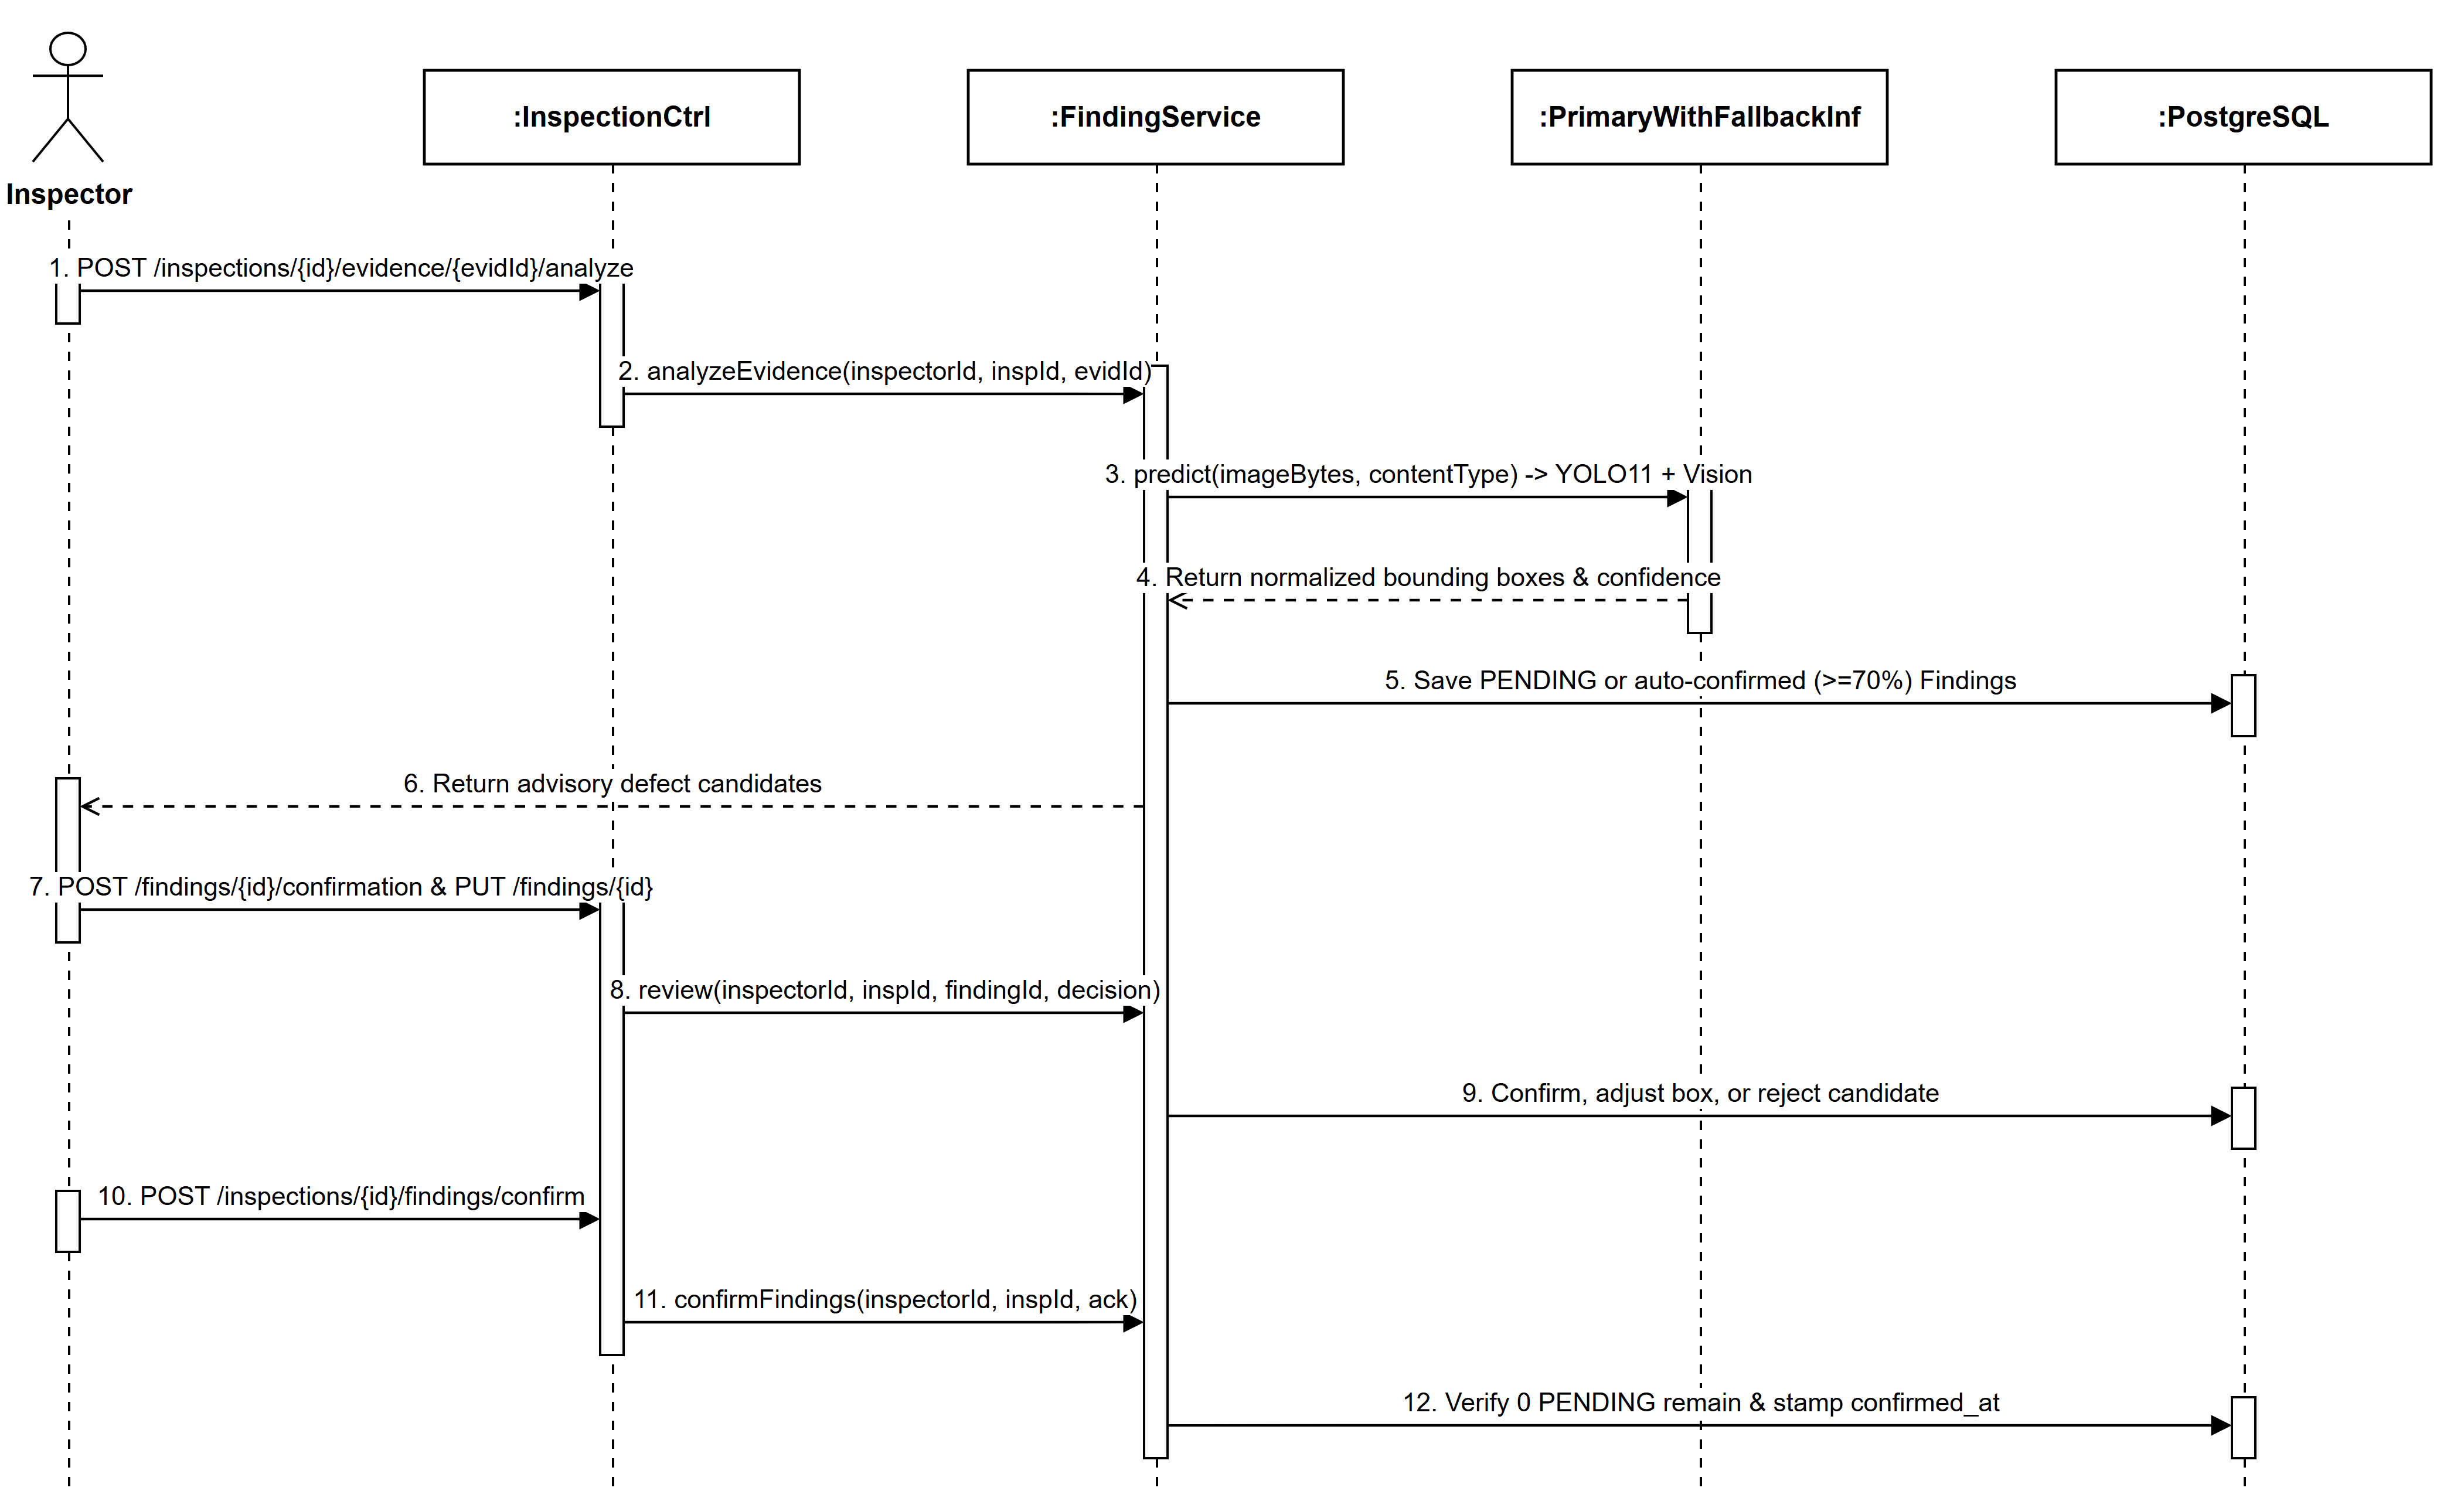 Inspector
:InspectionCtrl
:FindingService
:PrimaryWithFallbackInf
:PostgreSQL
1. POST /inspections/{id}/evidence/{evidId}/analyze
2. analyzeEvidence(inspectorId, inspId, evidId)
3. predict(imageBytes, contentType) -> YOLO11 + Vision
4. Return normalized bounding boxes & confidence
5. Save PENDING or auto-confirmed (>=70%) Findings
6. Return advisory defect candidates
7. POST /findings/{id}/confirmation & PUT /findings/{id}
8. review(inspectorId, inspId, findingId, decision)
9. Confirm, adjust box, or reject candidate
10. POST /inspections/{id}/findings/confirm
11. confirmFindings(inspectorId, inspId, ack)
12. Verify 0 PENDING remain & stamp confirmed_at